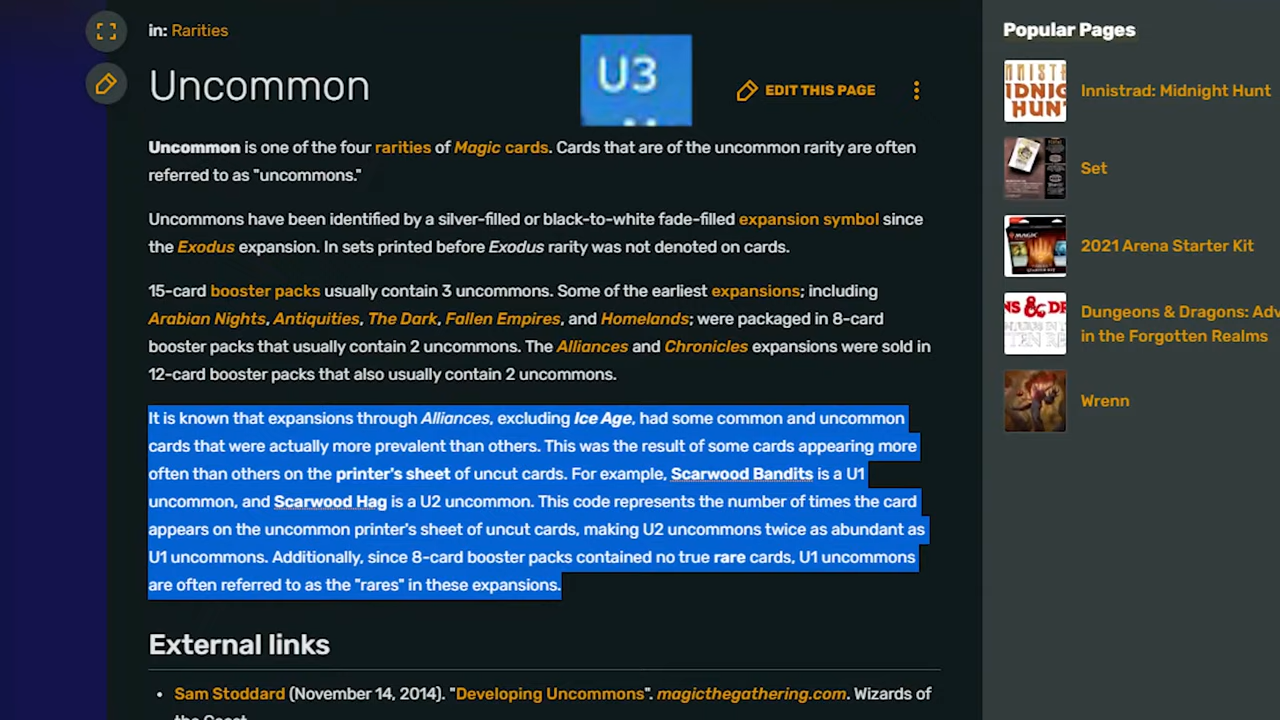 in: Rarities
Uncommon
U3
EDIT THIS PAGE
Uncommon is one of the four rarities of Magic cards. Cards that are of the uncommon rarity are often
referred to as "uncommons."
Uncommons have been identified by a silver-filled or black-to-white fade-filled expansion symbol since
the Exodus expansion. In sets printed before Exodus rarity was not denoted on cards.
15-card booster packs usually contain 3 uncommons. Some of the earliest expansions; including
Arabian Nights, Antiquities, The Dark, Fallen Empires, and Homelands; were packaged in 8-card
booster packs that usually contain 2 uncommons. The Alliances and Chronicles expansions were sold in
12-card booster packs that also usually contain 2 uncommons.
It is known that expansions through Alliances, excluding Ice Age, had some common and uncommon
cards that were actually more prevalent than others. This was the result of some cards appearing more
often than others on the printer's sheet of uncut cards. For example, Scarwood Bandits is a U1
uncommon, and Scarwood Hag is a U2 uncommon. This code represents the number of times the card
appears on the uncommon printer's sheet of uncut cards, making U2 uncommons twice as abundant as
U1 uncommons. Additionally, since 8-card booster packs contained no true rare cards, U1 uncommons
are often referred to as the "rares" in these expansions.
External links
• Sam Stoddard (November 14, 2014). "Developing Uncommons". magicthegathering.com. Wizards of
the Coast
Popular Pages
Innistrad: Midnight Hunt
Set
2021 Arena Starter Kit
Dungeons & Dragons: Adv
in the Forgotten Realms
Wrenn